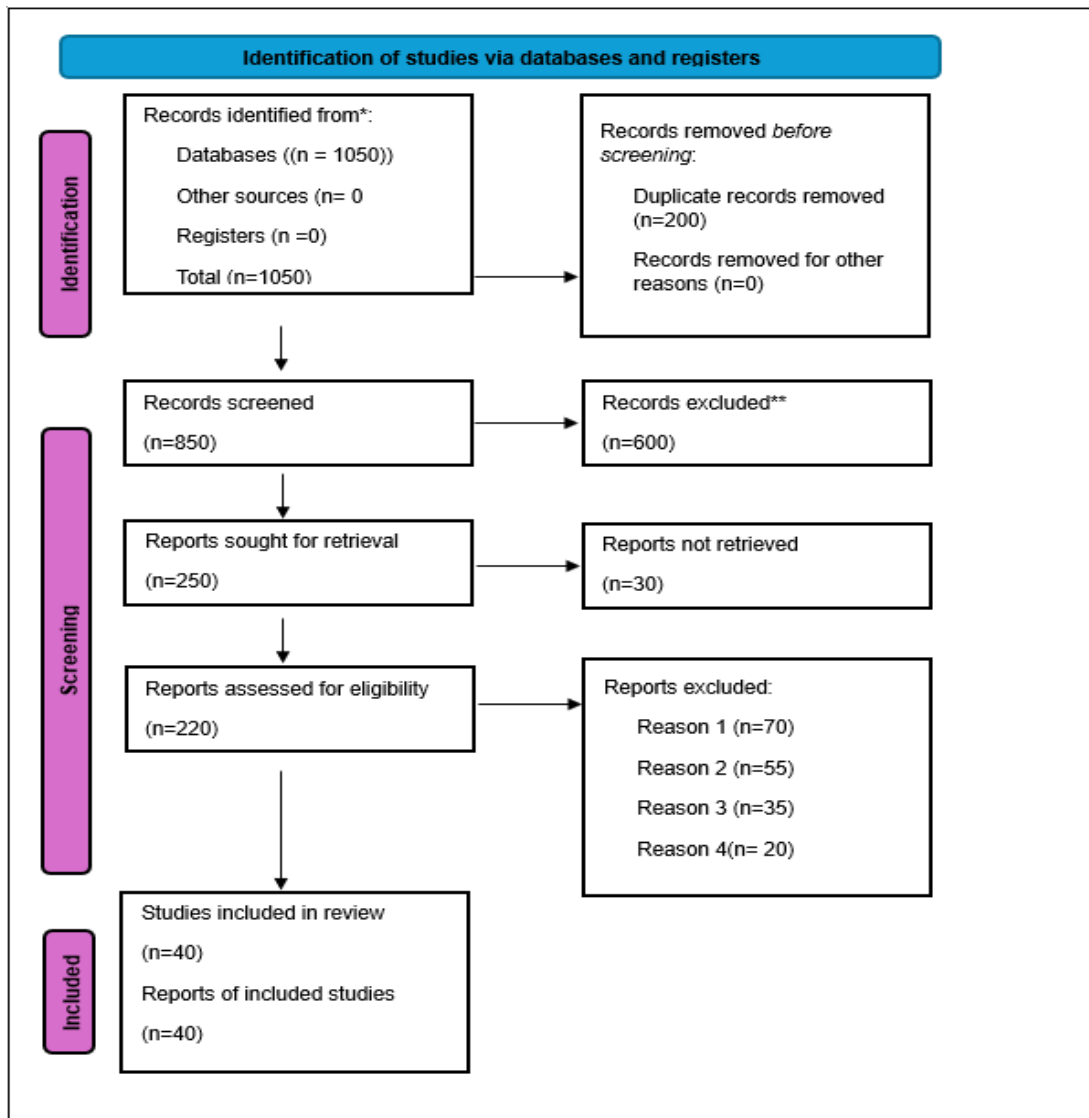 Identification of studies via databases and registers
Identification
Records identified from*:
Databases ((n = 1050))
Other sources (n= 0
Registers (n =0)
Total (n=1050)
Records removed before
screening:
Duplicate records removed
(n=200)
Records removed for other
reasons (n=0)
Screening
Records screened
(n=850)
Records excluded**
(n=600)
Reports sought for retrieval
(n=250)
Reports not retrieved
(n=30)
Reports assessed for eligibility
(n=220)
Reports excluded:
Reason 1 (n=70)
Reason 2 (n=55)
Reason 3 (n=35)
Reason 4(n= 20)
Included
Studies included in review
(n=40)
Reports of included studies
(n=40)